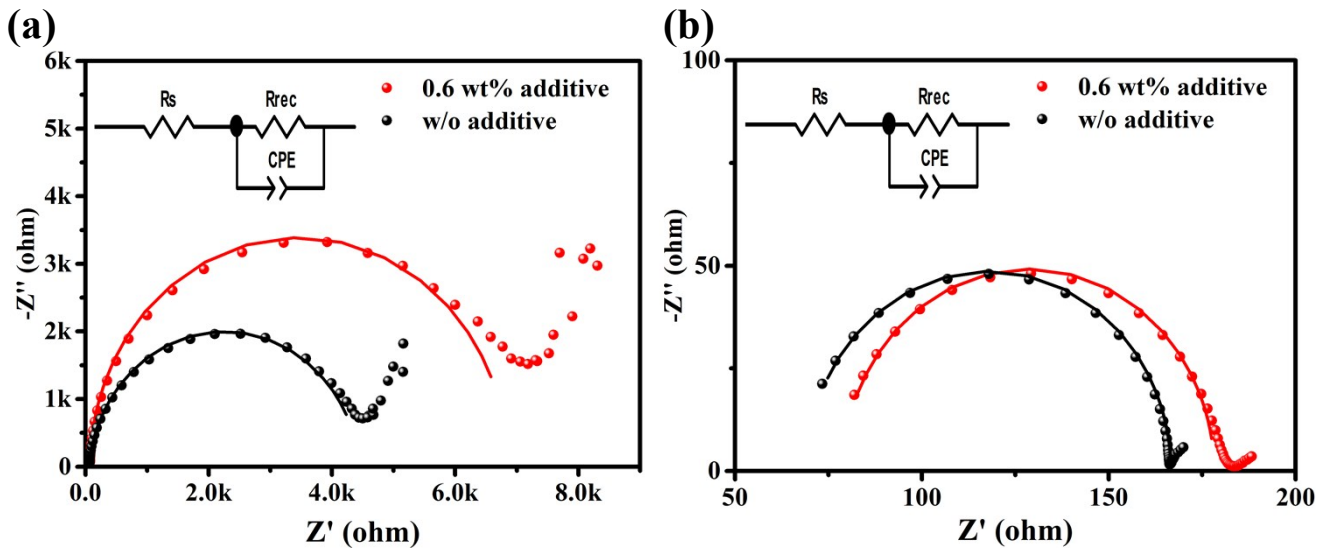 (a)
6k
5k
4k
3k
2k
1k
0
-Z'' (ohm)
0.0
2.0k
4.0k
6.0k
8.0k
Z' (ohm)
0.6 wt% additive
w/o additive
Rs
Rrec
CPE
(b)
100
50
0
-Z'' (ohm)
50
100
150
200
Z' (ohm)
0.6 wt% additive
w/o additive
Rs
Rrec
CPE